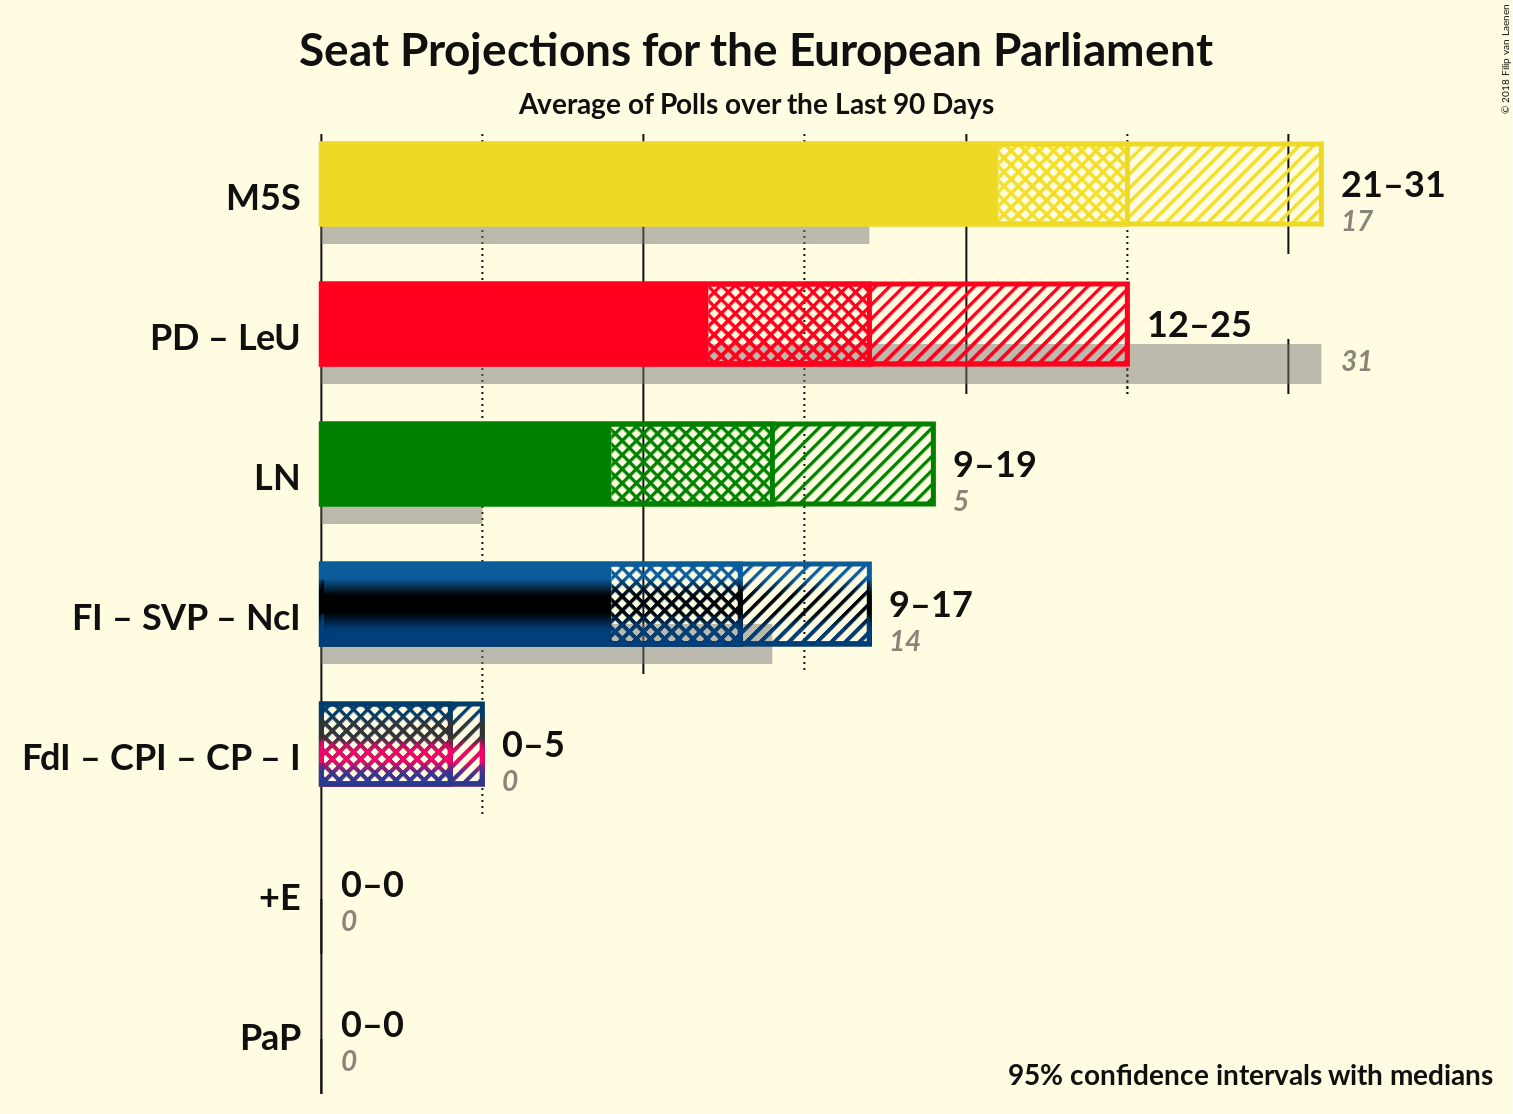 Seat Projections for the European Parliament
Average of Polls over the Last 90 Days
© 2018 Filip van Laenen
M5S
21–31
17
PD – LeU
12–25
31
LN
9–19
5
FI – SVP – NcI
9–17
14
FdI – CPI – CP – I
0–5
0
+E
0–0
0
PaP
0–0
0
95% confidence intervals with medians